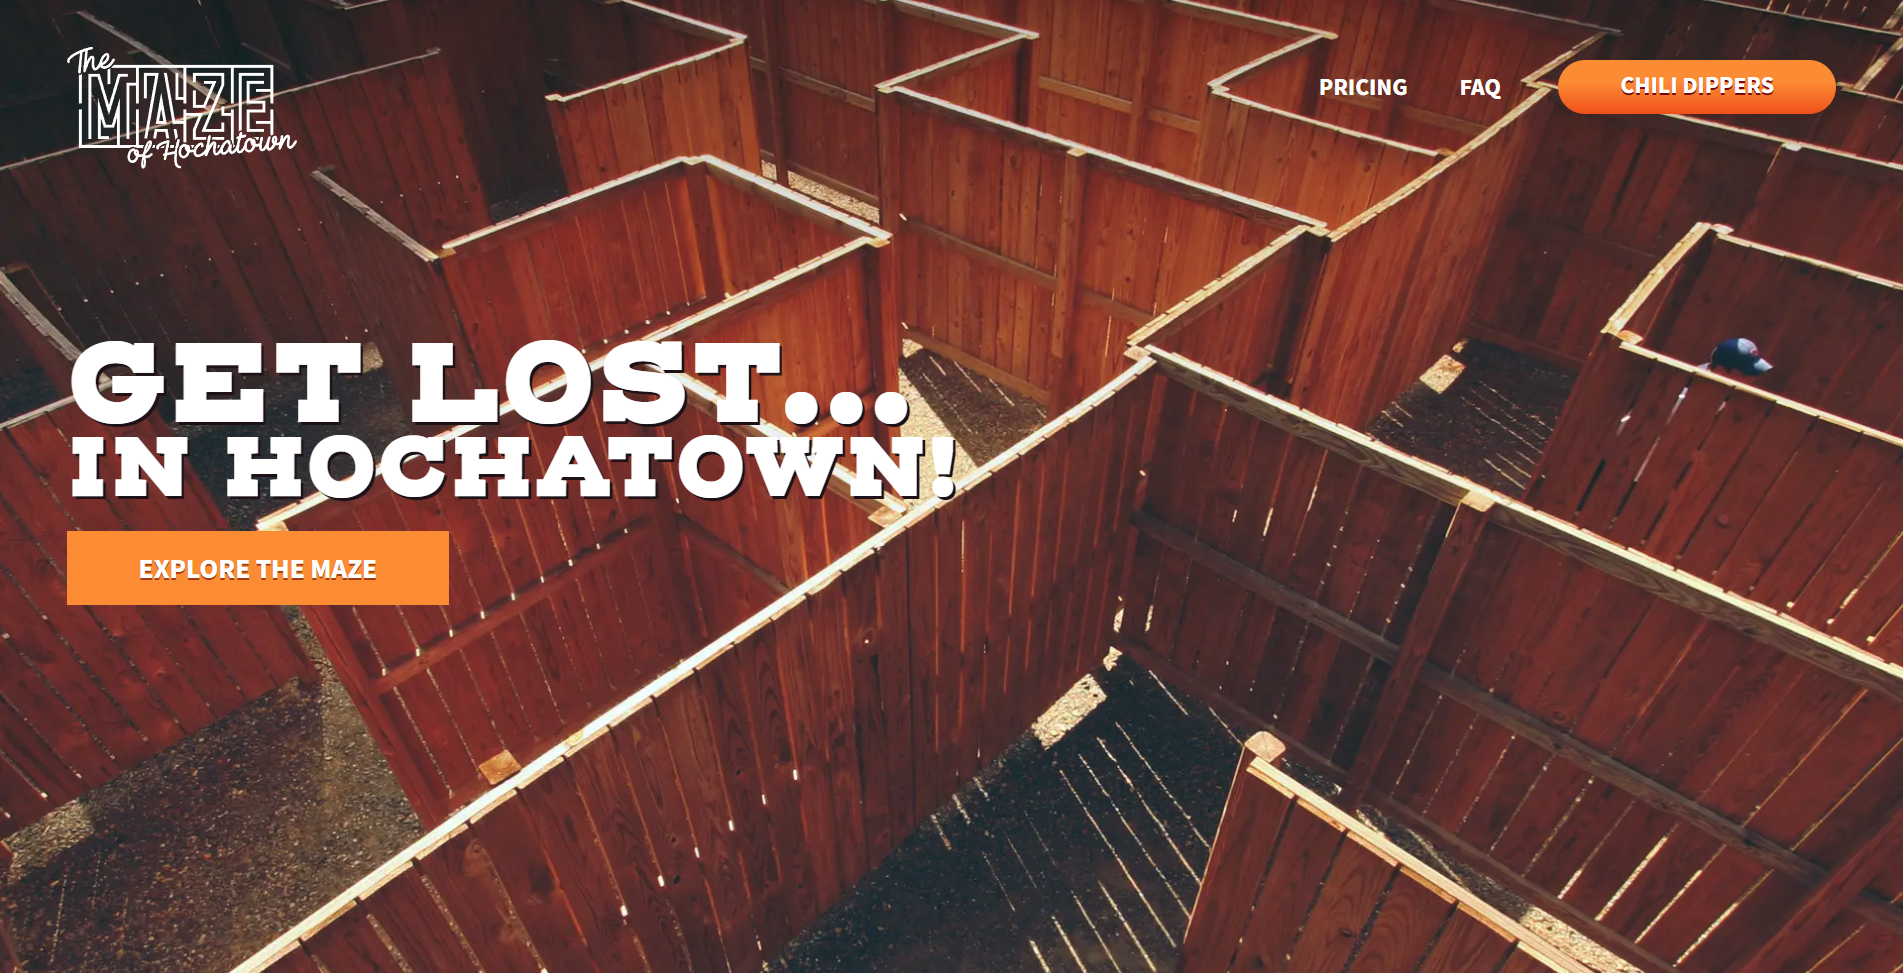 The
MAZE
of Hochatown
PRICING
FAQ
CHILI DIPPERS
GET LOST...
IN HOCHATOWN!
EXPLORE THE MAZE